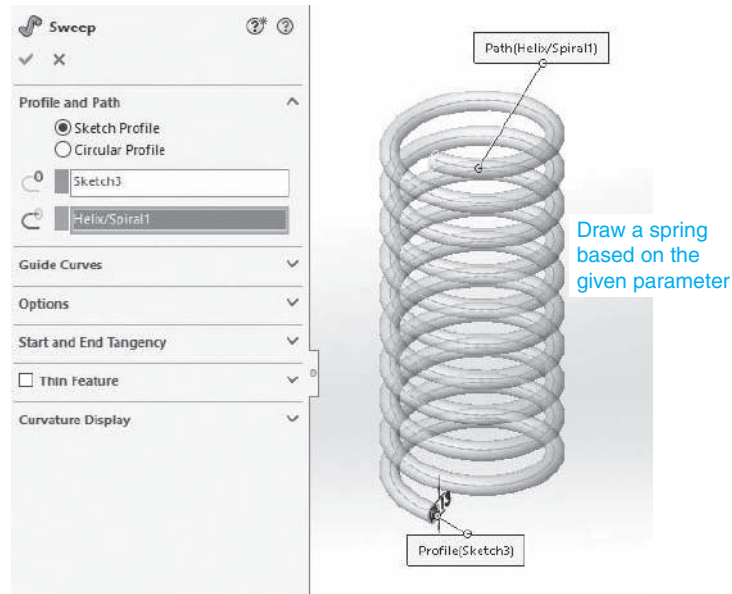 Sweep
Profile and Path
Sketch Profile
Circular Profile
Sketch3
Helix/Spiral1
Guide Curves
Options
Start and End Tangency
Thin Feature
Curvature Display
Path(Helix/Spiral1)
Draw a spring
based on the
given parameter
Profile(Sketch3)